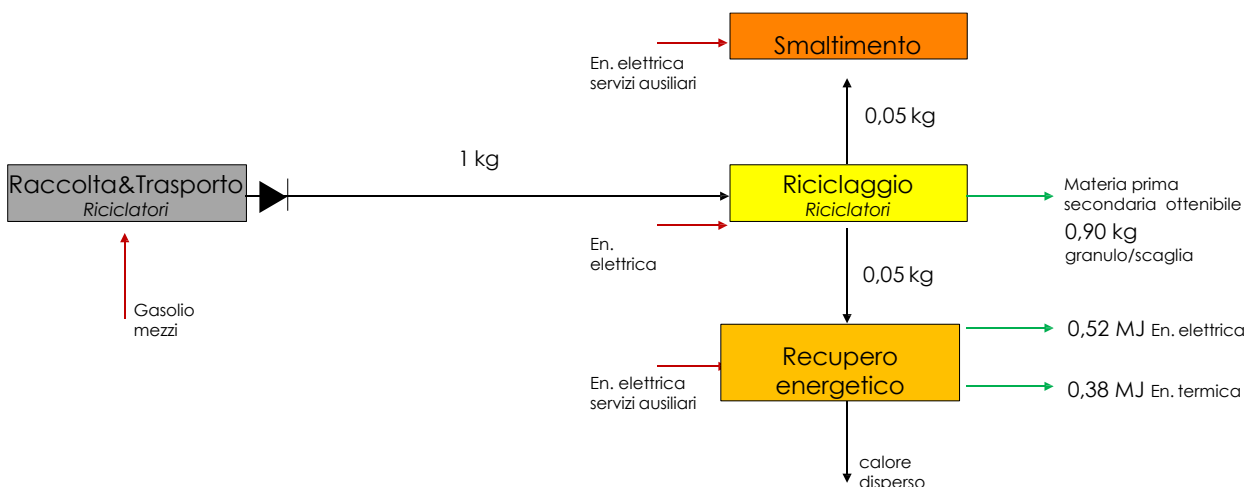 Smaltimento
En. elettrica
servizi ausiliari
0,05 kg
1 kg
Raccolta&Trasporto
Riciclatori
Riciclaggio
Riciclatori
Materia prima
secondaria ottenibile
0,90 kg
granulo/scaglia
En.
elettrica
0,05 kg
Gasolio
mezzi
0,52 MJ En. elettrica
Recupero
energetico
En. elettrica
servizi ausiliari
0,38 MJ En. termica
calore
disperso